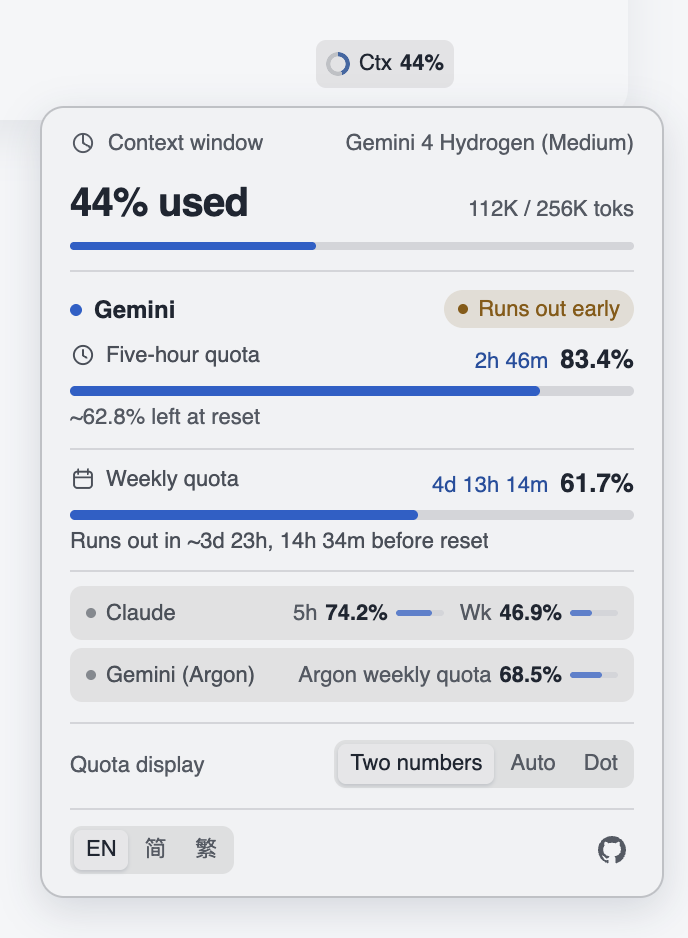 Ctx 44%
Context window Gemini 4 Hydrogen (Medium)
44% used 112K / 256K toks
Gemini Runs out early
Five-hour quota 2h 46m 83.4%
~62.8% left at reset
Weekly quota 4d 13h 14m 61.7%
Runs out in ~3d 23h, 14h 34m before reset
Claude 5h 74.2% Wk 46.9%
Gemini (Argon) Argon weekly quota 68.5%
Quota display Two numbers Auto Dot
EN 简 繁